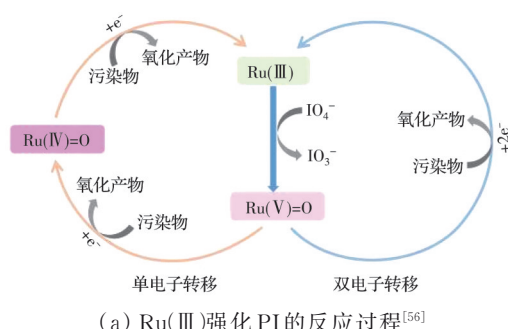 +e⁻
氧化产物
污染物
Ru(Ⅲ)
IO₄⁻
IO₃⁻
氧化产物
污染物
+2e⁻
Ru(Ⅳ)=O
氧化产物
污染物
+e⁻
Ru(Ⅴ)=O
单电子转移
双电子转移
(a) Ru(Ⅲ)强化PI的反应过程[56]